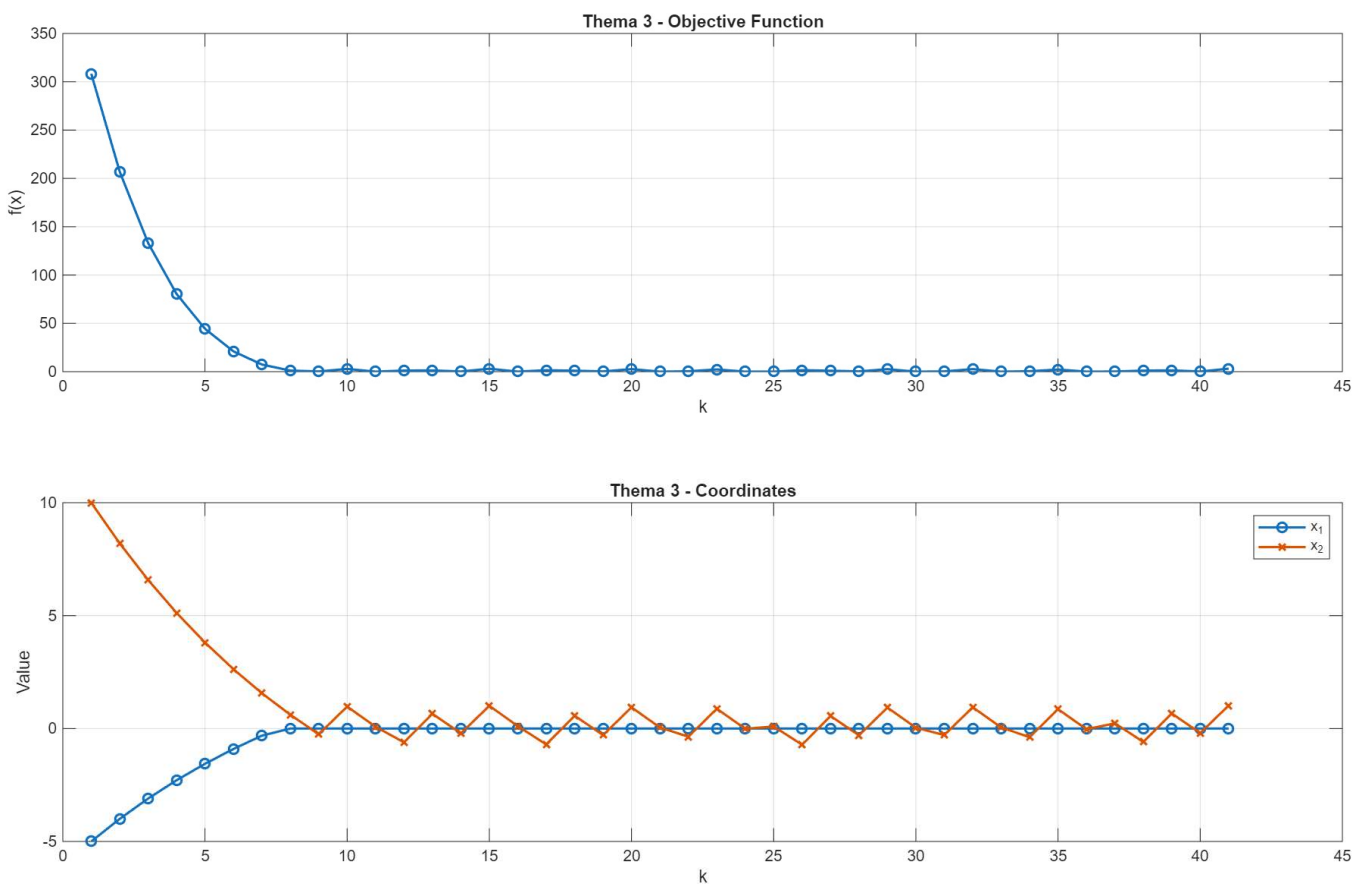 Thema 3 - Objective Function
350
300
250
200
150
100
50
0
f(x)
0 5 10 15 20 25 30 35 40 45
k
Thema 3 - Coordinates
10
5
0
-5
Value
x₁
x₂
0 5 10 15 20 25 30 35 40 45
k